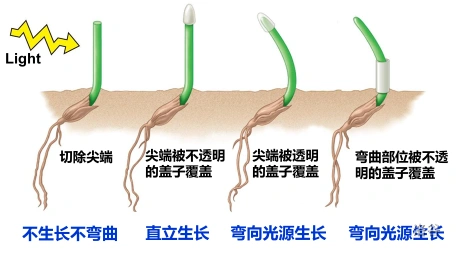 Light
切除尖端
尖端被不透明
的盖子覆盖
尖端被透明
的盖子覆盖
弯曲部位被不透
明的盖子覆盖
不生长不弯曲
直立生长
弯向光源生长
弯向光源生长